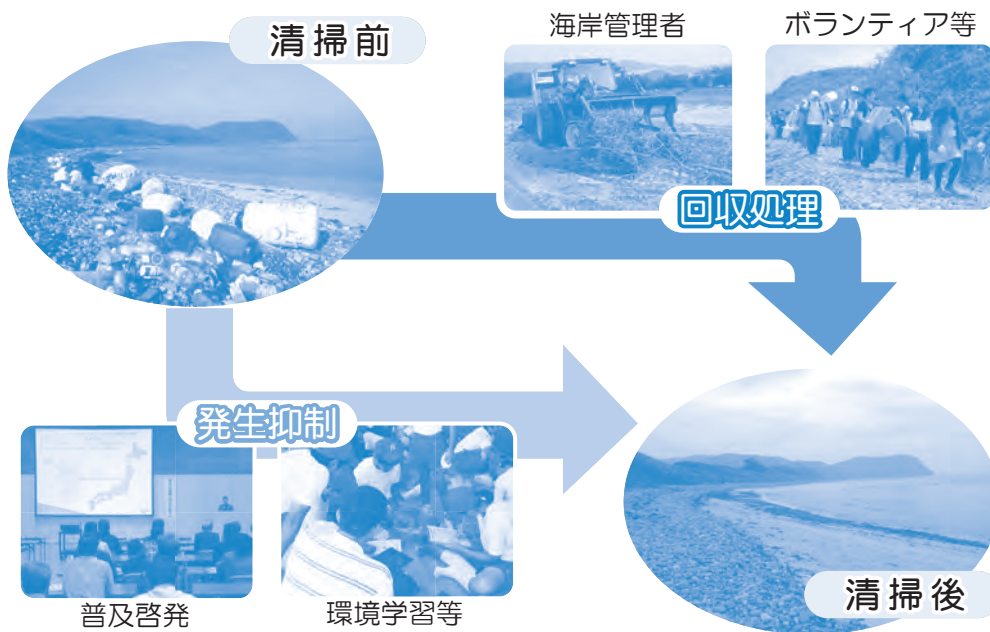 清掃前
海岸管理者
ボランティア等
回収処理
発生抑制
普及啓発
環境学習等
清掃後